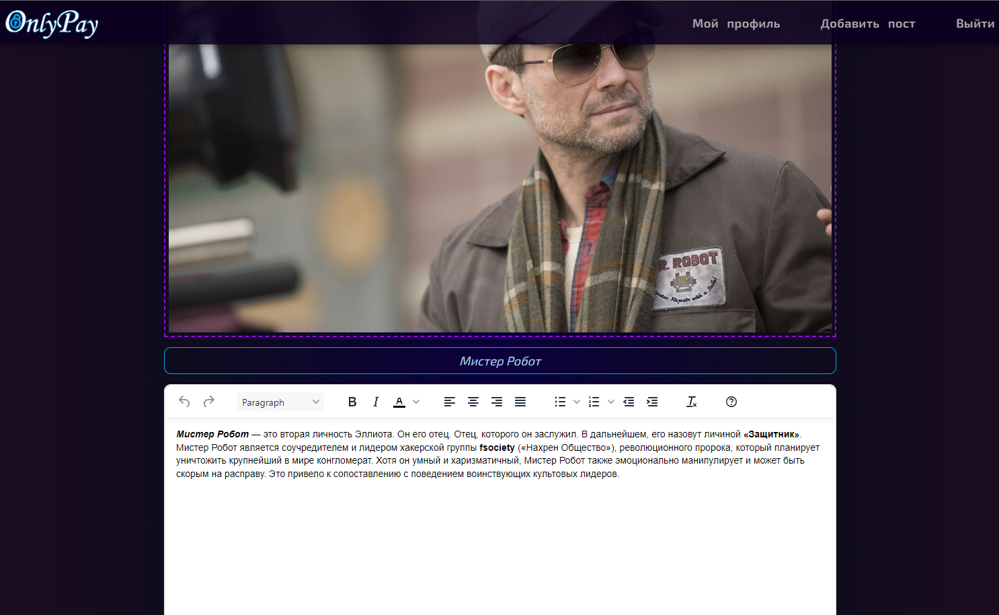 OnlyPay
Мой профиль
Добавить пост
Выйти
R. ROBOT
Repair with a Smile!
Мистер Робот
Paragraph
Мистер Робот — это вторая личность Эллиота. Он его отец. Отец, которого он заслужил. В дальнейшем, его назовут личиной «Защитник».
Мистер Робот является соучредителем и лидером хакерской группы fsociety («Нахрен Общество»), революционного пророка, который планирует
уничтожить крупнейший в мире конгломерат. Хотя он умный и харизматичный, Мистер Робот также эмоционально манипулирует и может быть
скорым на расправу. Это привело к сопоставлению с поведением воинствующих культовых лидеров.